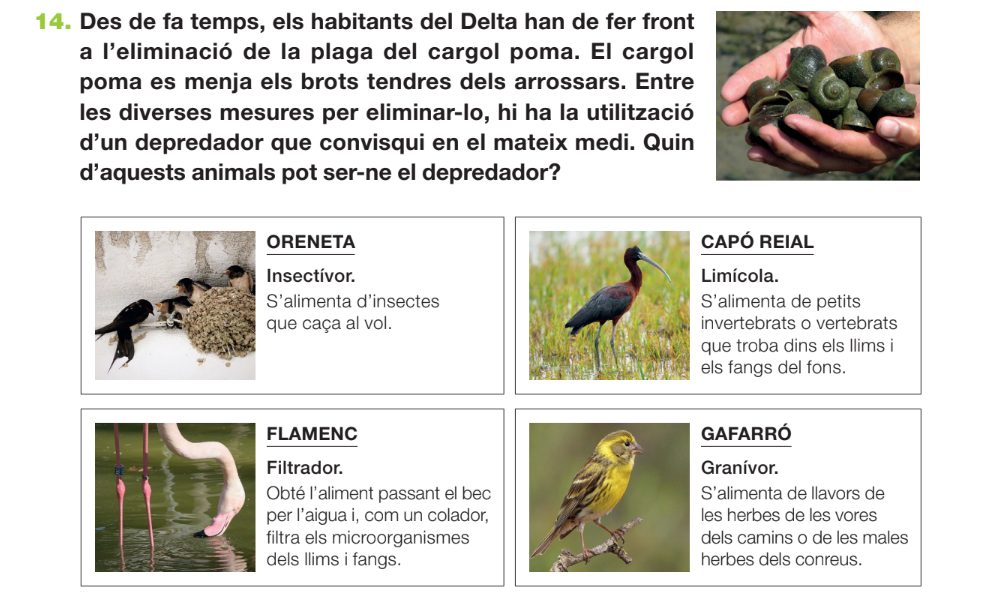 14. Des de fa temps, els habitants del Delta han de fer front
a l’eliminació de la plaga del cargol poma. El cargol
poma es menja els brots tendres dels arrossars. Entre
les diverses mesures per eliminar-lo, hi ha la utilització
d’un depredador que convisqui en el mateix medi. Quin
d’aquests animals pot ser-ne el depredador?
ORENETA
Insectívor.
S’alimenta d’insectes
que caça al vol.
CAPÓ REIAL
Limícola.
S’alimenta de petits
invertebrats o vertebrats
que troba dins els llims i
els fangs del fons.
FLAMENC
Filtrador.
Obté l’aliment passant el bec
per l’aigua i, com un colador,
filtra els microorganismes
dels llims i fangs.
GAFARRÓ
Granívor.
S’alimenta de llavors de
les herbes de les vores
dels camins o de les males
herbes dels conreus.